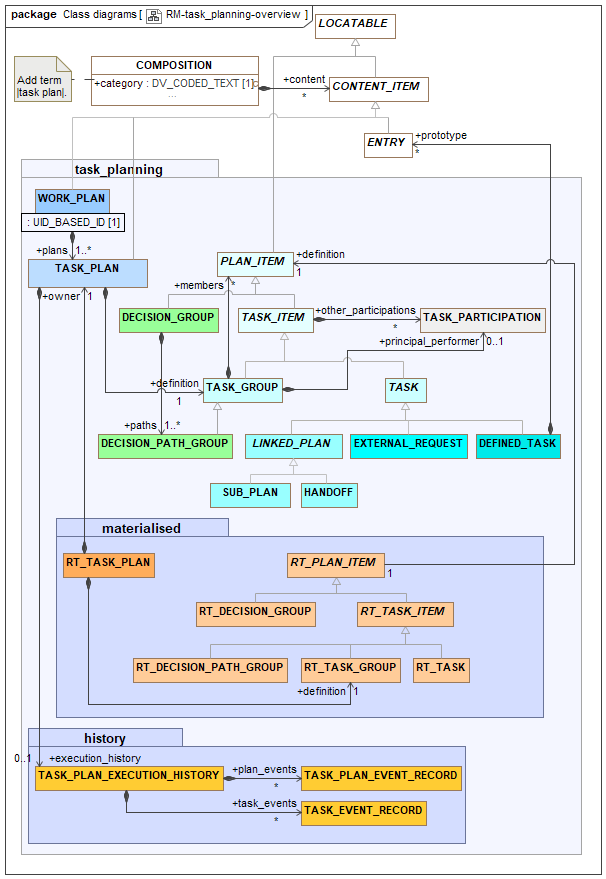 package Class diagrams [ RM-task_planning-overview ]
LOCATABLE
COMPOSITION
+category : DV_CODED_TEXT [1]
...
Add term
|task plan|.
+content
*
CONTENT_ITEM
ENTRY
+prototype
*
task_planning
WORK_PLAN
: UID_BASED_ID [1]
+plans
1..*
TASK_PLAN
PLAN_ITEM
+definition
1
+owner
1
+members
*
DECISION_GROUP
TASK_ITEM
+other_participations
*
TASK_PARTICIPATION
+principal_performer
0..1
+definition
1
TASK_GROUP
TASK
+paths
1..*
DECISION_PATH_GROUP
LINKED_PLAN
EXTERNAL_REQUEST
DEFINED_TASK
SUB_PLAN
HANDOFF
materialised
RT_TASK_PLAN
RT_PLAN_ITEM
1
RT_DECISION_GROUP
RT_TASK_ITEM
RT_DECISION_PATH_GROUP
RT_TASK_GROUP
RT_TASK
+definition
1
history
0..1
+execution_history
TASK_PLAN_EXECUTION_HISTORY
+plan_events
*
TASK_PLAN_EVENT_RECORD
+task_events
*
TASK_EVENT_RECORD